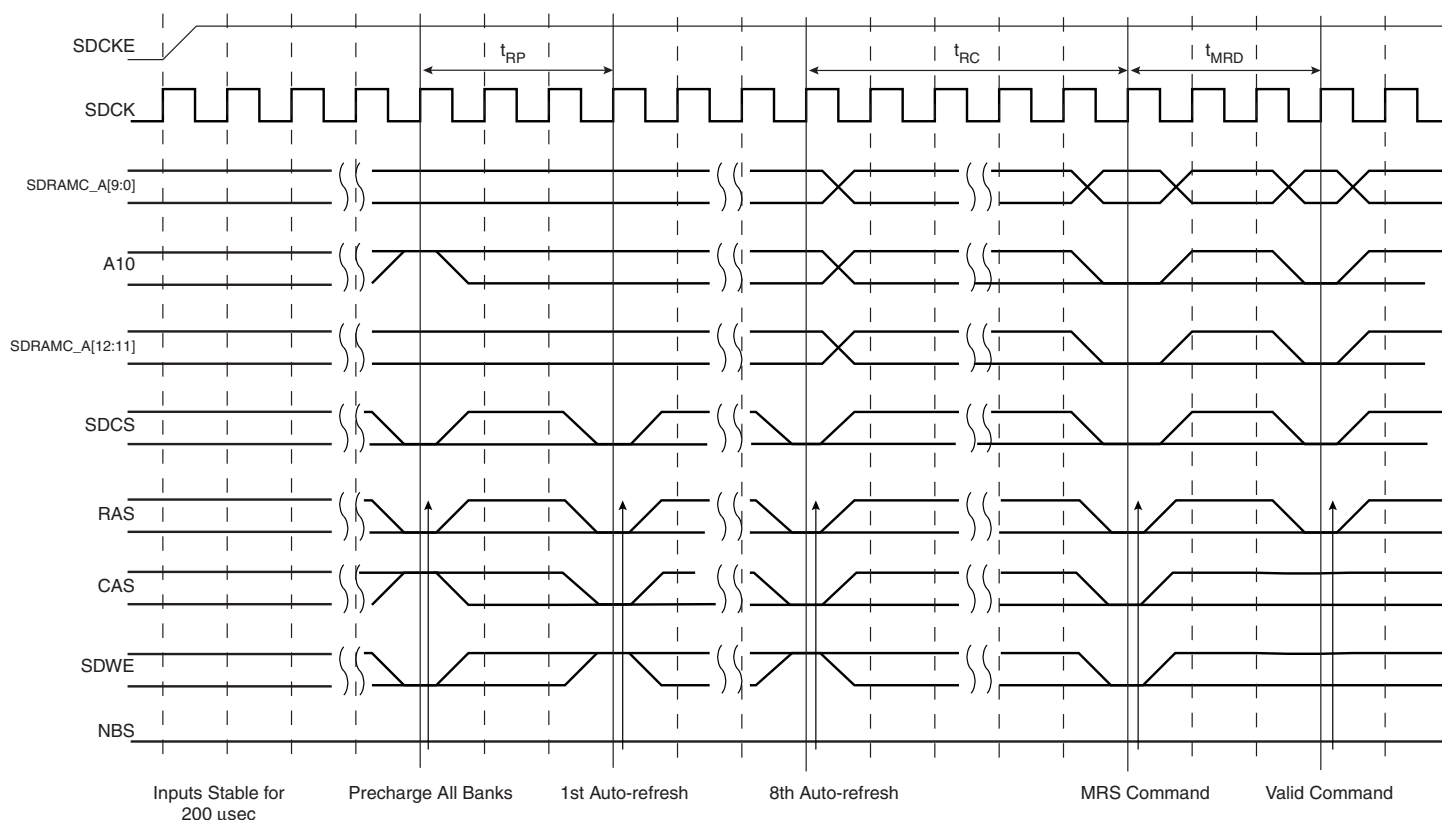 SDCKE
tRP
tRC
tMRD
SDCK
SDRAMC_A[9:0]
A10
SDRAMC_A[12:11]
SDCS
RAS
CAS
SDWE
NBS
Inputs Stable for
200 μsec
Precharge All Banks
1st Auto-refresh
8th Auto-refresh
MRS Command
Valid Command